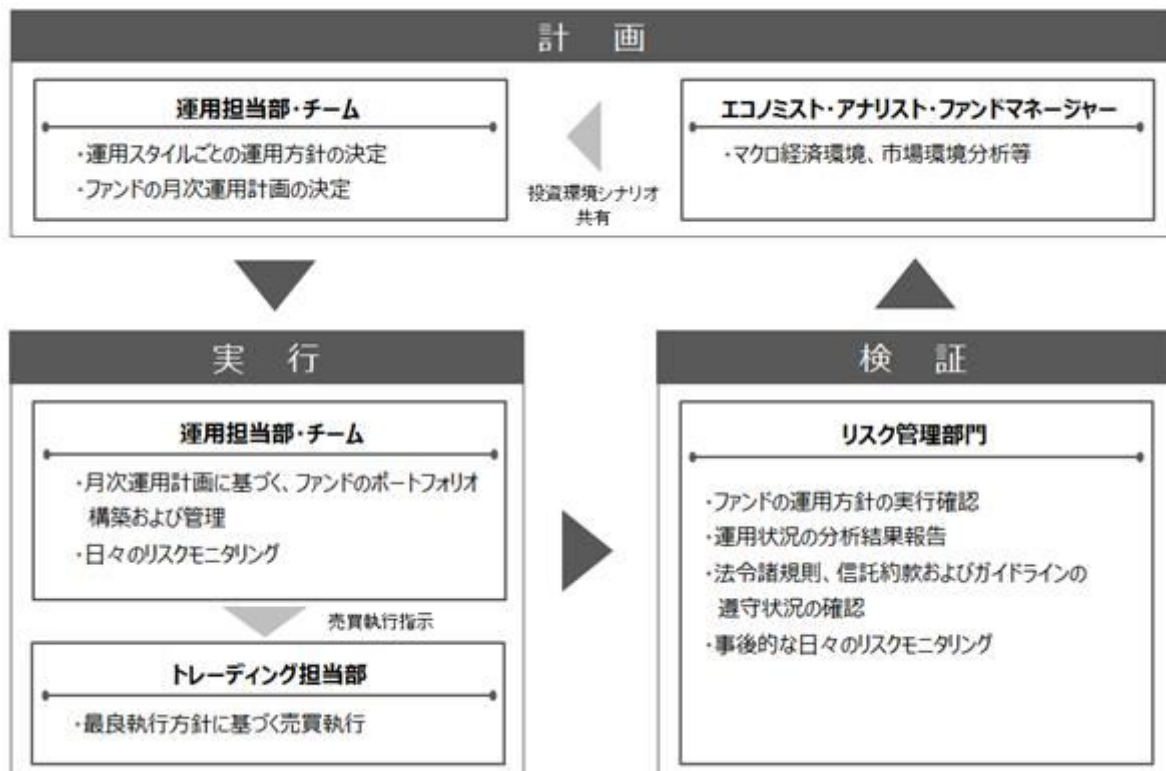 計 画
運用担当部・チーム
・運用スタイルごとの運用方針の決定
・ファンドの月次運用計画の決定
投資環境シナリオ
共有
エコノミスト・アナリスト・ファンドマネージャー
・マクロ経済環境、市場環境分析等
実 行
運用担当部・チーム
・月次運用計画に基づく、ファンドのポートフォリオ
構築および管理
・日々のリスクモニタリング
売買執行指示
トレーディング担当部
・最良執行方針に基づく売買執行
検 証
リスク管理部門
・ファンドの運用方針の実行確認
・運用状況の分析結果報告
・法令諸規則、信託約款およびガイドラインの
遵守状況の確認
・事後的な日々のリスクモニタリング